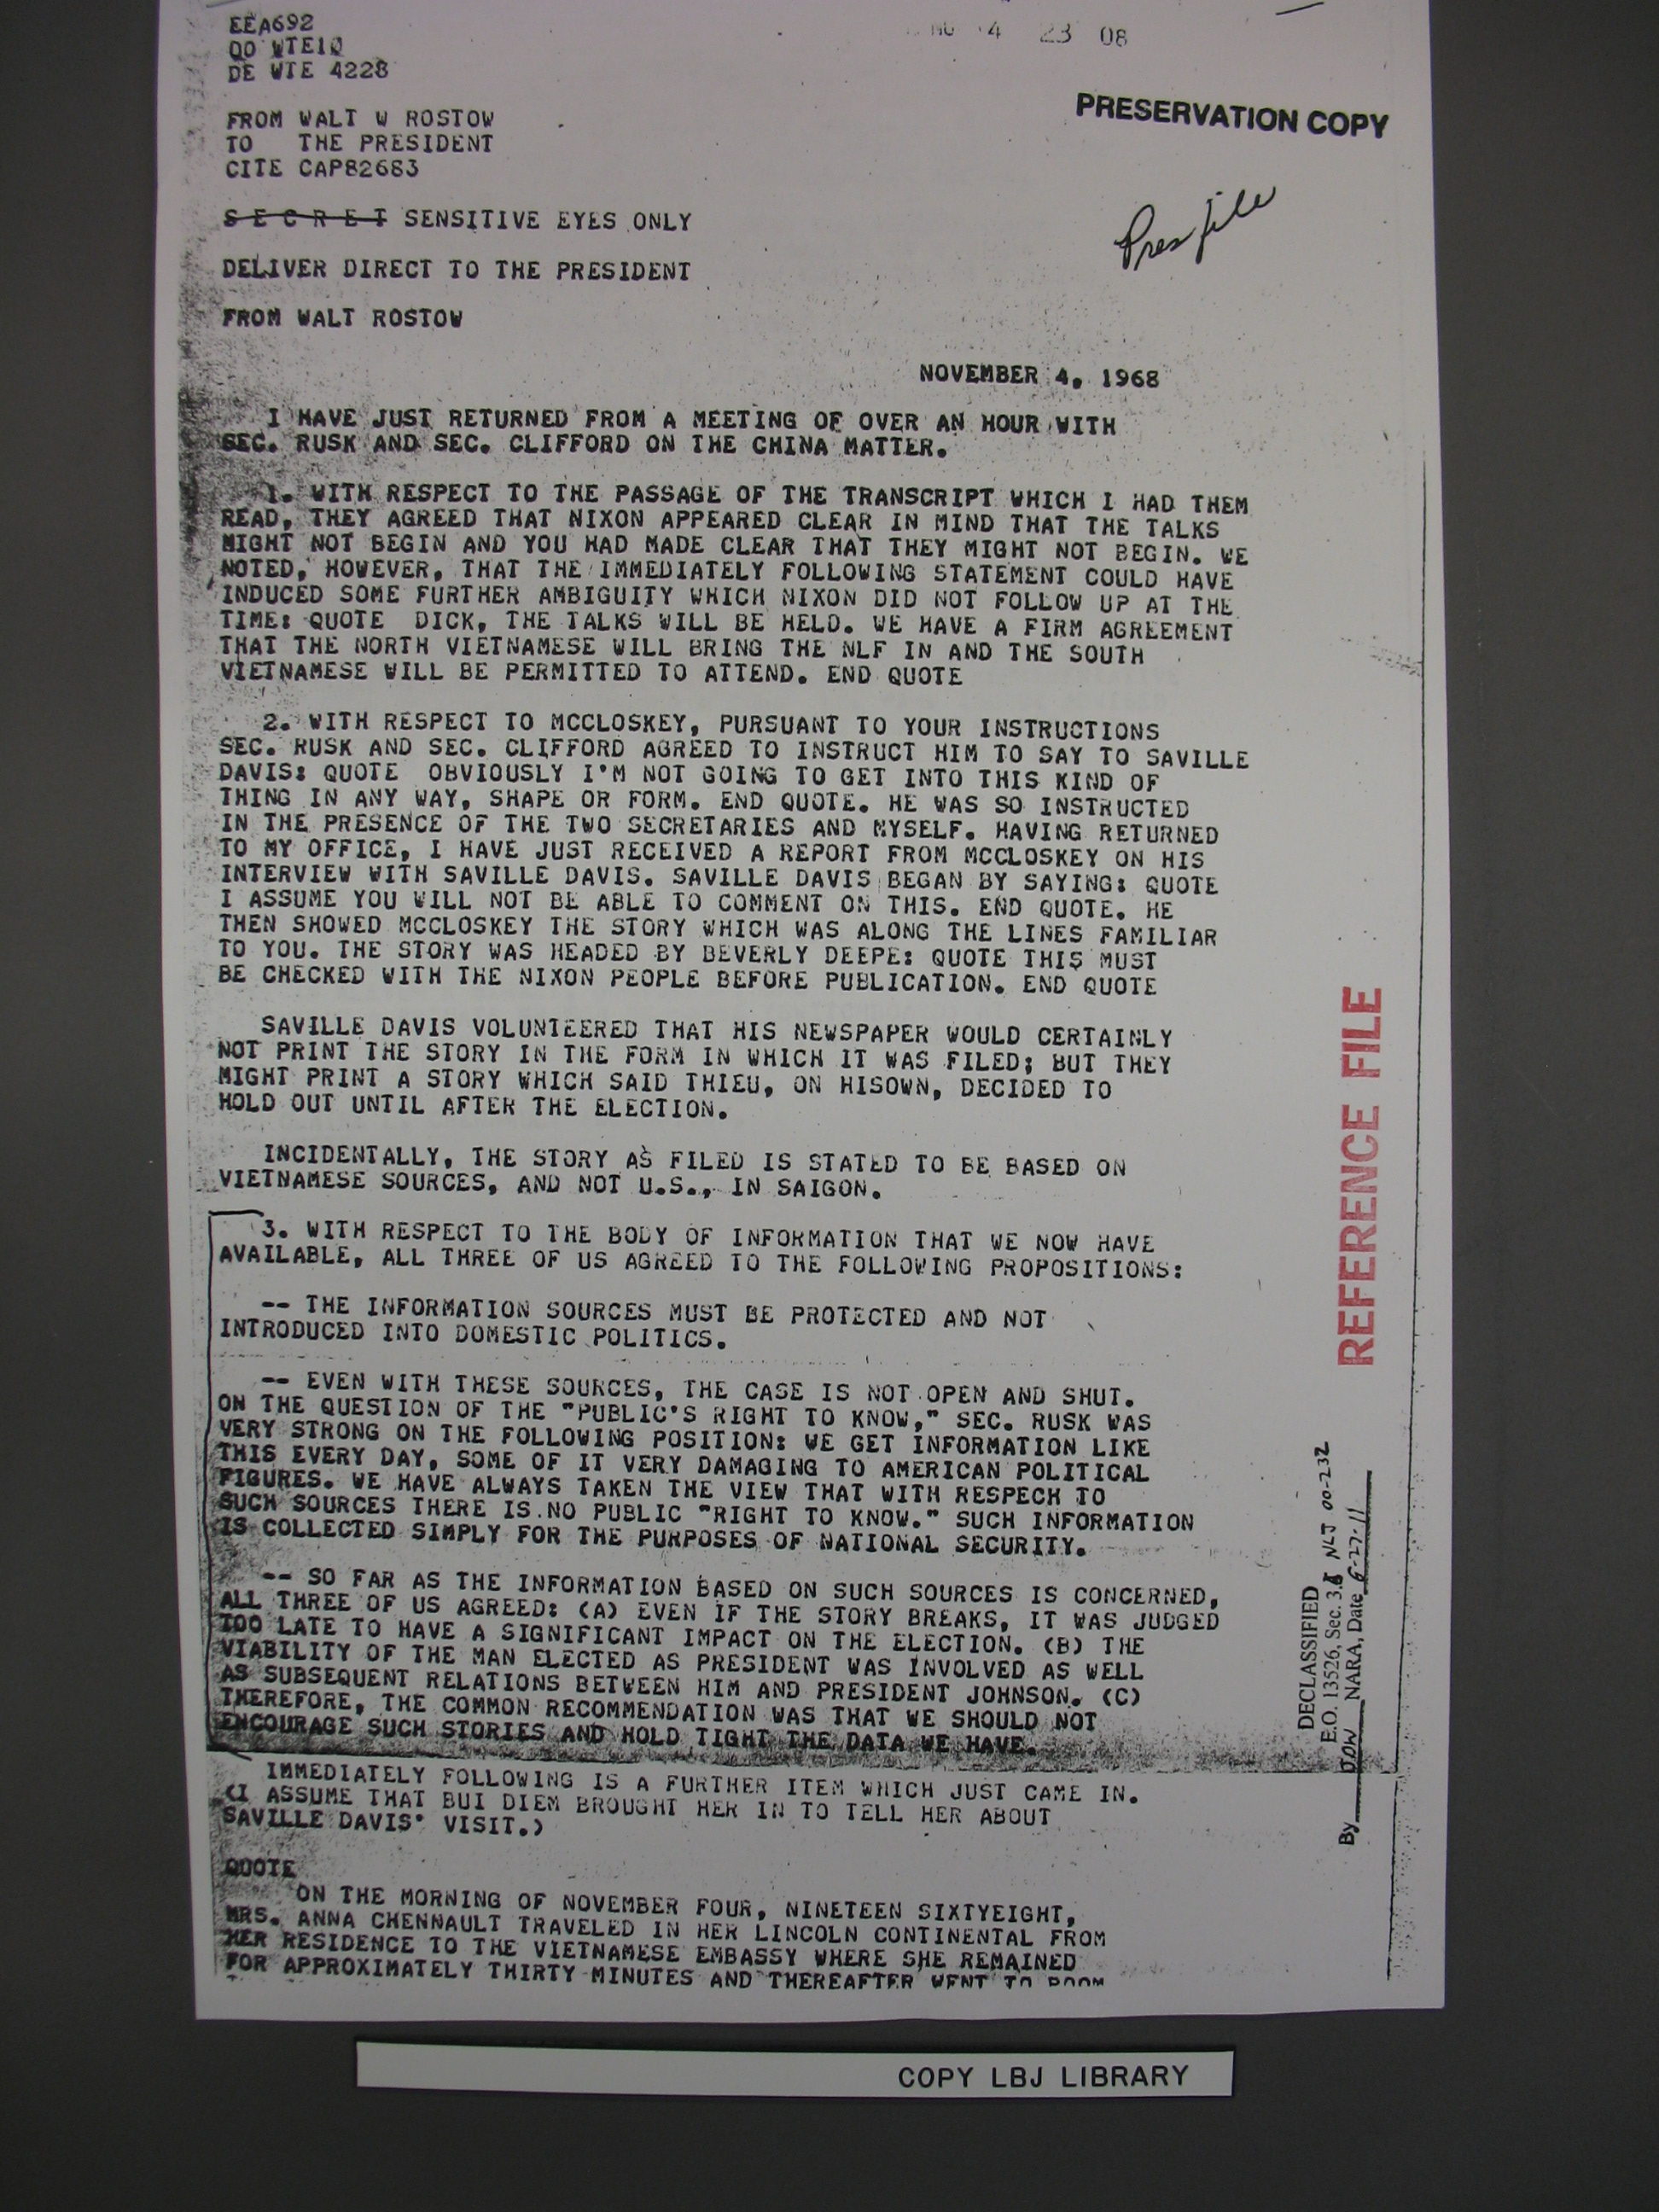 EEA692
OO WTE10
DE WTE 4228
4 23 08
PRESERVATION COPY
FROM WALT W ROSTOW
TO THE PRESIDENT
CITE CAP82683
Pres file
S E C R E T SENSITIVE EYES ONLY
DELIVER DIRECT TO THE PRESIDENT
FROM WALT ROSTOW
NOVEMBER 4, 1968
I HAVE JUST RETURNED FROM A MEETING OF OVER AN HOUR WITH
SEC. RUSK AND SEC. CLIFFORD ON THE CHINA MATTER.
1. WITH RESPECT TO THE PASSAGE OF THE TRANSCRIPT WHICH I HAD THEM
READ, THEY AGREED THAT NIXON APPEARED CLEAR IN MIND THAT THE TALKS
MIGHT NOT BEGIN AND YOU HAD MADE CLEAR THAT THEY MIGHT NOT BEGIN. WE
NOTED, HOWEVER, THAT THE IMMEDIATELY FOLLOWING STATEMENT COULD HAVE
INDUCED SOME FURTHER AMBIGUITY WHICH NIXON DID NOT FOLLOW UP AT THE
TIME: QUOTE DICK, THE TALKS WILL BE HELD. WE HAVE A FIRM AGREEMENT
THAT THE NORTH VIETNAMESE WILL BRING THE NLF IN AND THE SOUTH
VIETNAMESE WILL BE PERMITTED TO ATTEND. END QUOTE
2. WITH RESPECT TO MCCLOSKEY, PURSUANT TO YOUR INSTRUCTIONS
SEC. RUSK AND SEC. CLIFFORD AGREED TO INSTRUCT HIM TO SAY TO SAVILLE
DAVIS: QUOTE OBVIOUSLY I'M NOT GOING TO GET INTO THIS KIND OF
THING IN ANY WAY, SHAPE OR FORM. END QUOTE. HE WAS SO INSTRUCTED
IN THE PRESENCE OF THE TWO SECRETARIES AND MYSELF. HAVING RETURNED
TO MY OFFICE, I HAVE JUST RECEIVED A REPORT FROM MCCLOSKEY ON HIS
INTERVIEW WITH SAVILLE DAVIS. SAVILLE DAVIS BEGAN BY SAYING: QUOTE
I ASSUME YOU WILL NOT BE ABLE TO COMMENT ON THIS. END QUOTE. HE
THEN SHOWED MCCLOSKEY THE STORY WHICH WAS ALONG THE LINES FAMILIAR
TO YOU. THE STORY WAS HEADED BY BEVERLY DEEPE: QUOTE THIS MUST
BE CHECKED WITH THE NIXON PEOPLE BEFORE PUBLICATION. END QUOTE
SAVILLE DAVIS VOLUNTEERED THAT HIS NEWSPAPER WOULD CERTAINLY
NOT PRINT THE STORY IN THE FORM IN WHICH IT WAS FILED; BUT THEY
MIGHT PRINT A STORY WHICH SAID THIEU, ON HISOWN, DECIDED TO
HOLD OUT UNTIL AFTER THE ELECTION.
INCIDENTALLY, THE STORY AS FILED IS STATED TO BE BASED ON
VIETNAMESE SOURCES, AND NOT U.S., IN SAIGON.
3. WITH RESPECT TO THE BODY OF INFORMATION THAT WE NOW HAVE
AVAILABLE, ALL THREE OF US AGREED TO THE FOLLOWING PROPOSITIONS:
-- THE INFORMATION SOURCES MUST BE PROTECTED AND NOT
INTRODUCED INTO DOMESTIC POLITICS.
-- EVEN WITH THESE SOURCES, THE CASE IS NOT OPEN AND SHUT.
ON THE QUESTION OF THE "PUBLIC'S RIGHT TO KNOW," SEC. RUSK WAS
VERY STRONG ON THE FOLLOWING POSITION: WE GET INFORMATION LIKE
THIS EVERY DAY, SOME OF IT VERY DAMAGING TO AMERICAN POLITICAL
FIGURES. WE HAVE ALWAYS TAKEN THE VIEW THAT WITH RESPECH TO
SUCH SOURCES THERE IS NO PUBLIC "RIGHT TO KNOW." SUCH INFORMATION
IS COLLECTED SIMPLY FOR THE PURPOSES OF NATIONAL SECURITY.
-- SO FAR AS THE INFORMATION BASED ON SUCH SOURCES IS CONCERNED,
ALL THREE OF US AGREED: (A) EVEN IF THE STORY BREAKS, IT WAS JUDGED
TOO LATE TO HAVE A SIGNIFICANT IMPACT ON THE ELECTION. (B) THE
VIABILITY OF THE MAN ELECTED AS PRESIDENT WAS INVOLVED AS WELL
AS SUBSEQUENT RELATIONS BETWEEN HIM AND PRESIDENT JOHNSON. (C)
THEREFORE, THE COMMON RECOMMENDATION WAS THAT WE SHOULD NOT
ENCOURAGE SUCH STORIES AND HOLD TIGHT THE DATA WE HAVE.
IMMEDIATELY FOLLOWING IS A FURTHER ITEM WHICH JUST CAME IN.
(I ASSUME THAT BUI DIEM BROUGHT HER IN TO TELL HER ABOUT
SAVILLE DAVIS' VISIT.)
QUOTE
ON THE MORNING OF NOVEMBER FOUR, NINETEEN SIXTYEIGHT,
MRS. ANNA CHENNAULT TRAVELED IN HER LINCOLN CONTINENTAL FROM
HER RESIDENCE TO THE VIETNAMESE EMBASSY WHERE SHE REMAINED
FOR APPROXIMATELY THIRTY MINUTES AND THEREAFTER WENT TO ROOM
REFERENCE FILE
DECLASSIFIED
E.O. 13526, Sec. 3. NLJ 00-232
By NARA, Date 6-27-11
COPY LBJ LIBRARY